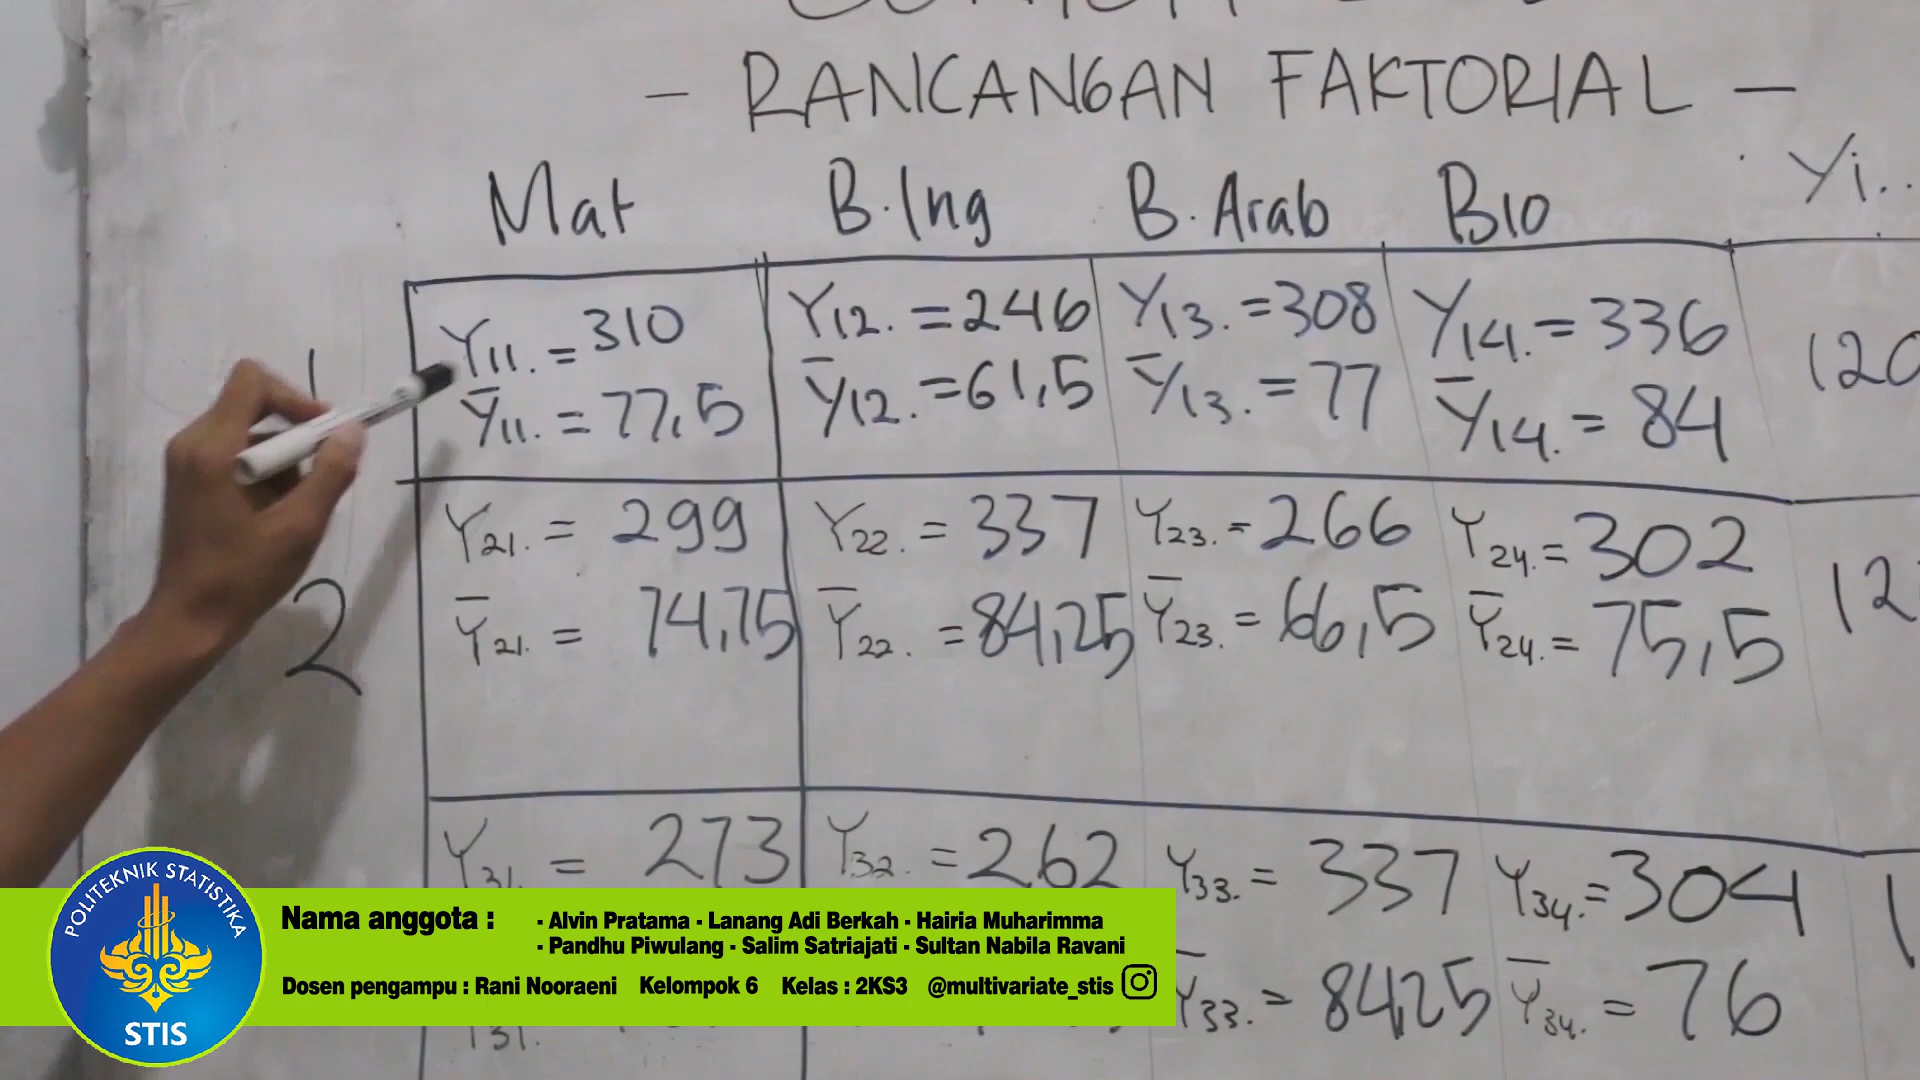 - RANCANGAN FAKTORIAL -
Mat B.Ing B. Arab BIO Yi..
1
Y11. = 310 Y12. = 246 Y13. = 308 Y14. = 336 120
Ȳ11. = 77,5 Ȳ12. = 61,5 Ȳ13. = 77 Ȳ14. = 84
2
Y21. = 299 Y22. = 337 Y23. = 266 Y24. = 302 12
Ȳ21. = 74,75 Ȳ22. = 84,25 Ȳ23. = 66,5 Ȳ24. = 75,5
Y31. = 273 Y32. = 262 Y33. = 337 Y34. = 304 1
Ȳ33. = 84,25 Ȳ34. = 76
POLITEKNIK STATISTIKA
STIS
Nama anggota : - Alvin Pratama - Lanang Adi Berkah - Hairia Muharimma
- Pandhu Piwulang - Salim Satriajati - Sultan Nabila Ravani
Dosen pengampu : Rani Nooraeni Kelompok 6 Kelas : 2KS3 @multivariate_stis